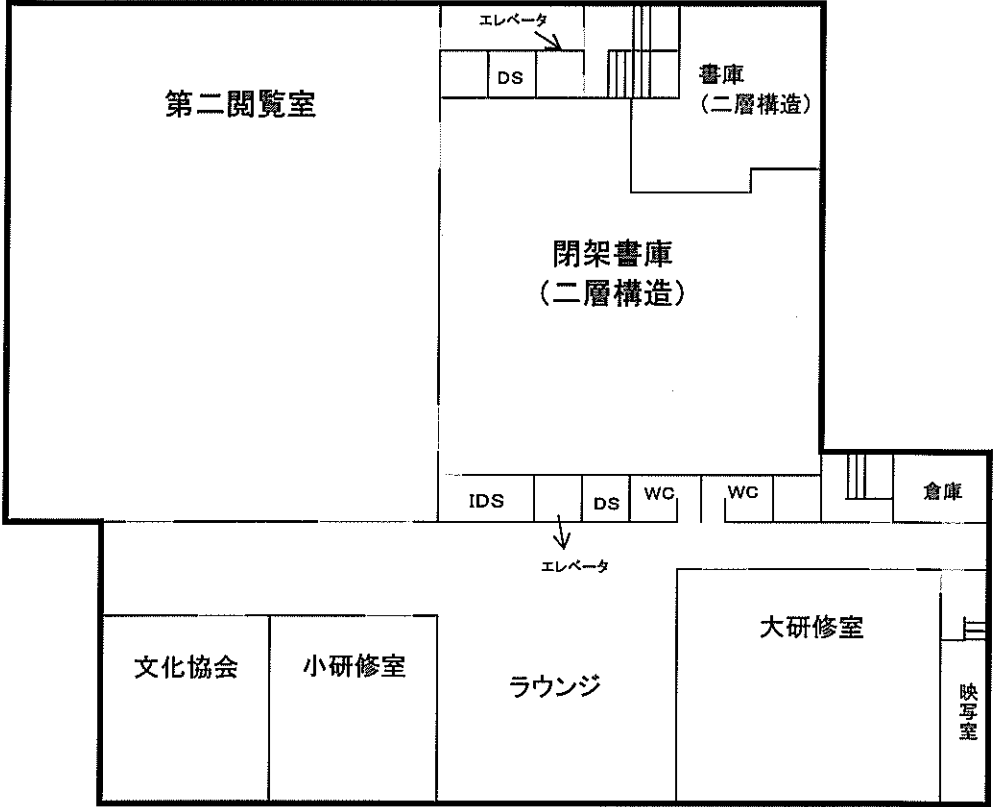 エレベータ
DS
書庫
（二層構造）
第二閲覧室
閉架書庫
（二層構造）
IDS
DS
WC
WC
倉庫
エレベータ
文化協会
小研修室
ラウンジ
大研修室
映写室